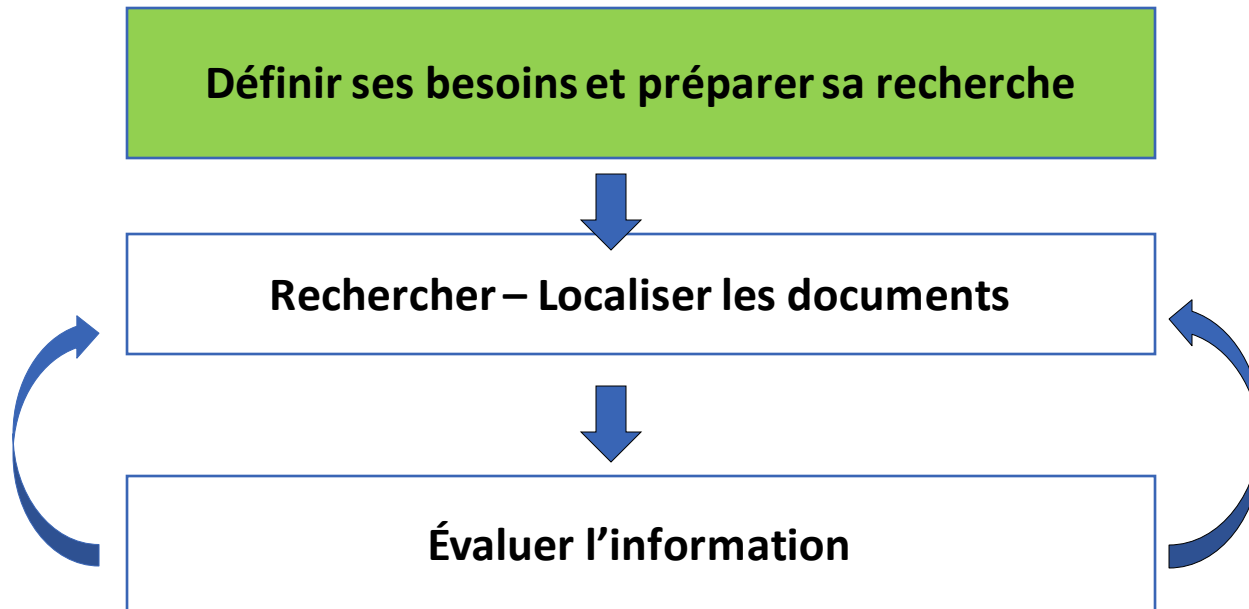 Définir ses besoins et préparer sa recherche
Rechercher – Localiser les documents
Évaluer l’information